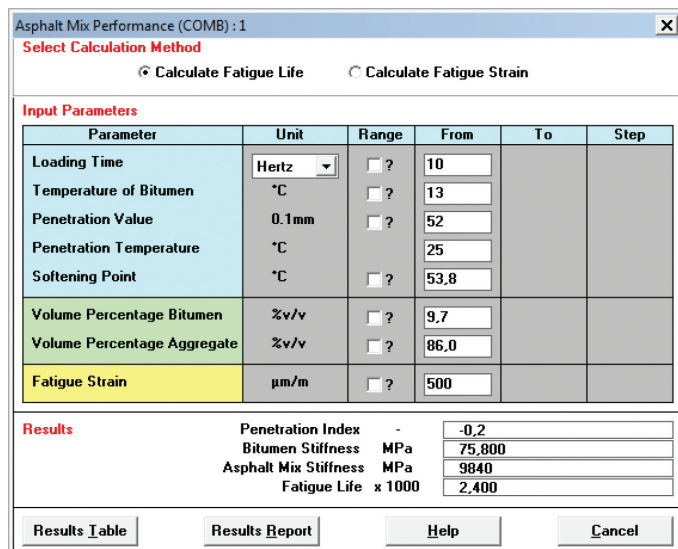 Asphalt Mix Performance (COMB) : 1
Select Calculation Method
Calculate Fatigue Life Calculate Fatigue Strain
Input Parameters
Parameter Unit Range From To Step
Loading Time Hertz ? 10
Temperature of Bitumen °C ? 13
Penetration Value 0.1mm ? 52
Penetration Temperature °C 25
Softening Point °C ? 53,8
Volume Percentage Bitumen %v/v ? 9,7
Volume Percentage Aggregate %v/v ? 86,0
Fatigue Strain µm/m ? 500
Results Penetration Index - -0,2
Bitumen Stiffness MPa 75,800
Asphalt Mix Stiffness MPa 9840
Fatigue Life x 1000 2,400
Results Table Results Report Help Cancel